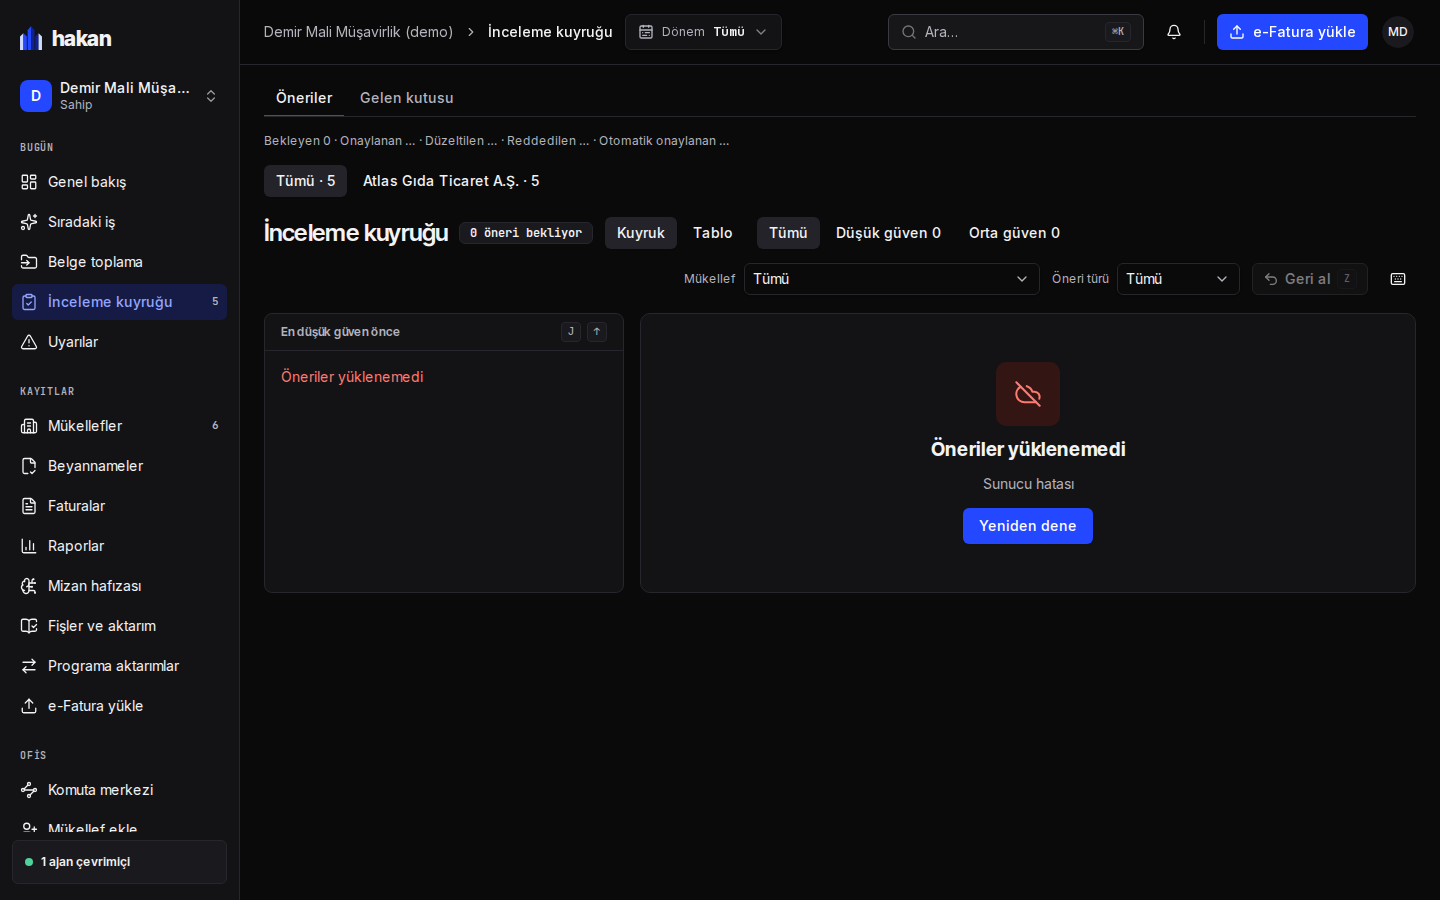 hakan
Demir Mali Müşavirlik (demo) > İnceleme kuyruğu
Dönem Tümü
Ara...
⌘K
e-Fatura yükle
MD
D
Demir Mali Müşa...
Sahip
BUGÜN
Genel bakış
Sıradaki iş
Belge toplama
İnceleme kuyruğu 5
Uyarılar
KAYITLAR
Mükellefler 6
Beyannameler
Faturalar
Raporlar
Mizan hafızası
Fişler ve aktarım
Programa aktarımlar
e-Fatura yükle
OFİS
Komuta merkezi
Mükellef ekle
1 ajan çevrimiçi
Öneriler Gelen kutusu
Bekleyen 0 · Onaylanan ... · Düzeltilen ... · Reddedilen ... · Otomatik onaylanan ...
Tümü · 5 Atlas Gıda Ticaret A.Ş. · 5
İnceleme kuyruğu 0 öneri bekliyor Kuyruk Tablo Tümü Düşük güven 0 Orta güven 0
Mükellef Tümü Öneri türü Tümü Geri al Z
En düşük güven önce J ↑
Öneriler yüklenemedi
Öneriler yüklenemedi
Sunucu hatası
Yeniden dene